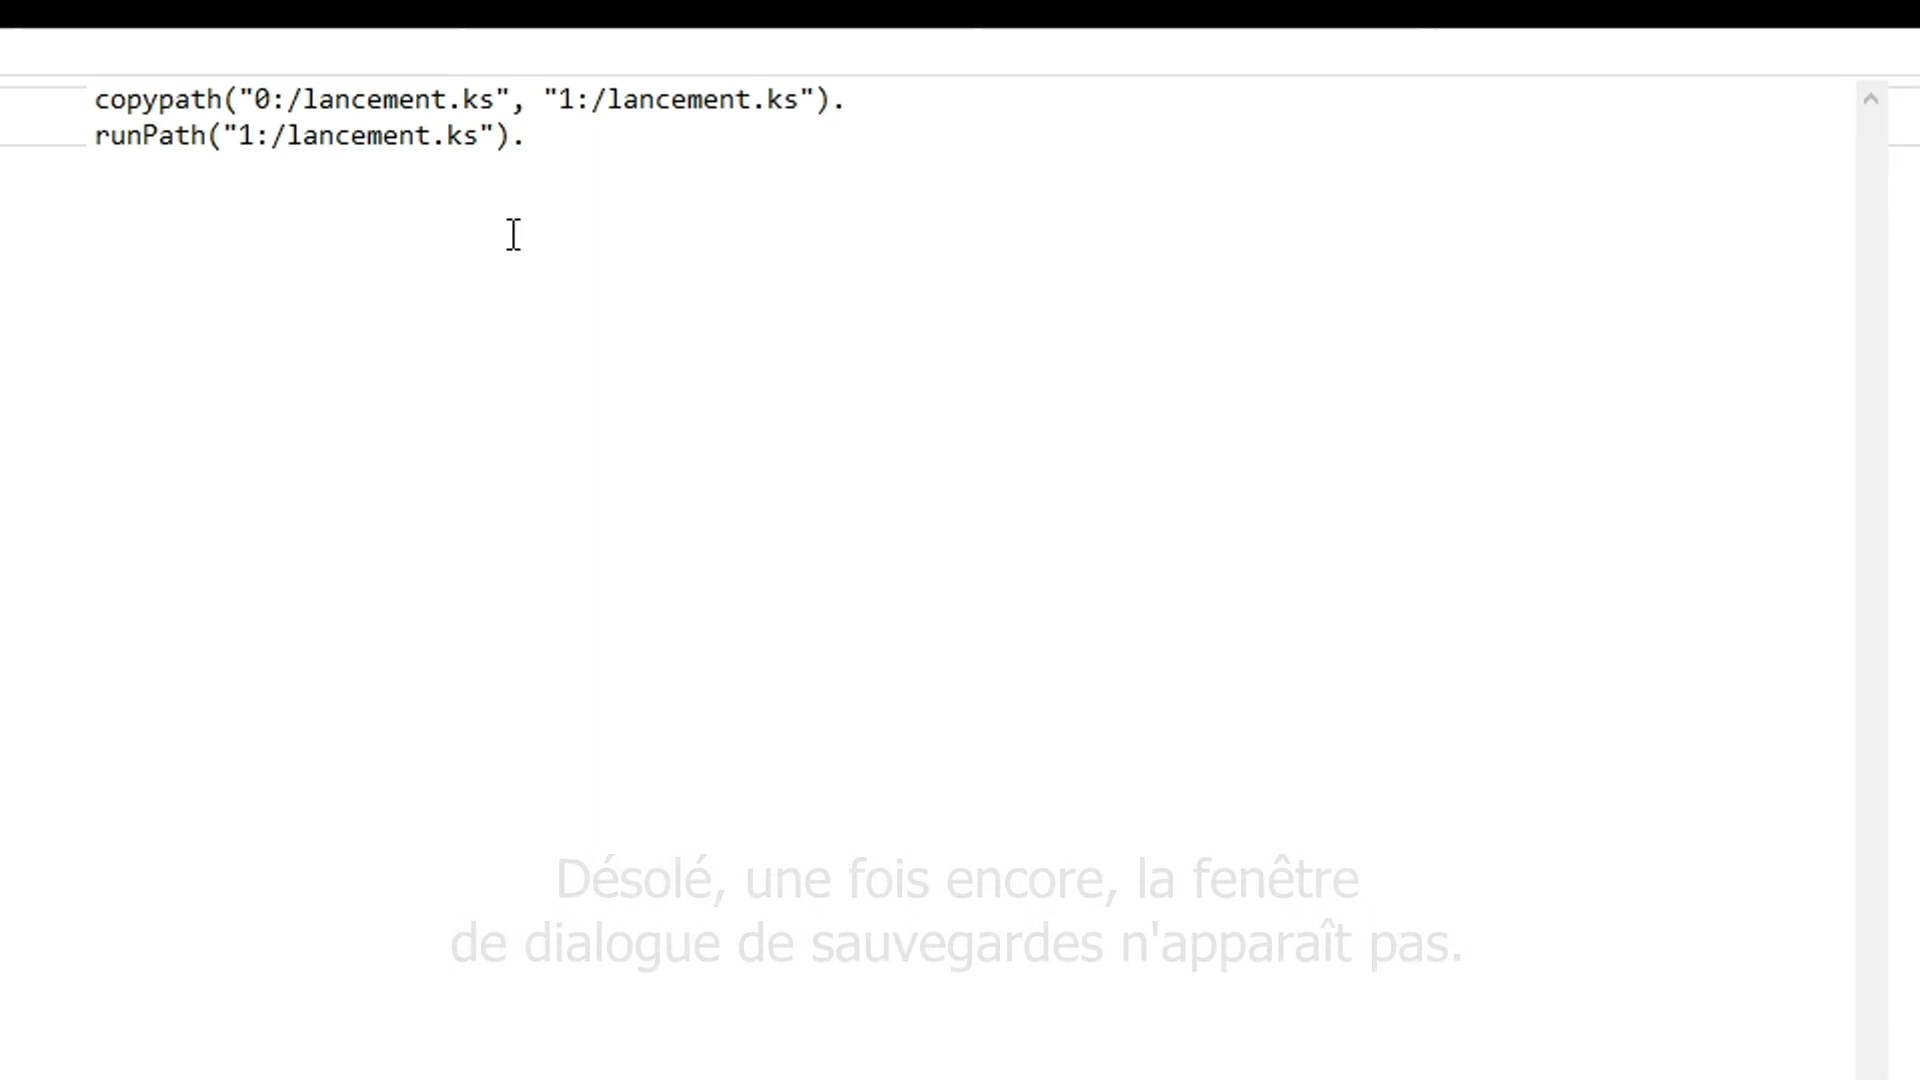 copypath("0:/lancement.ks", "1:/lancement.ks").
runPath("1:/lancement.ks").
Désolé, une fois encore, la fenêtre
de dialogue de sauvegardes n'apparaît pas.